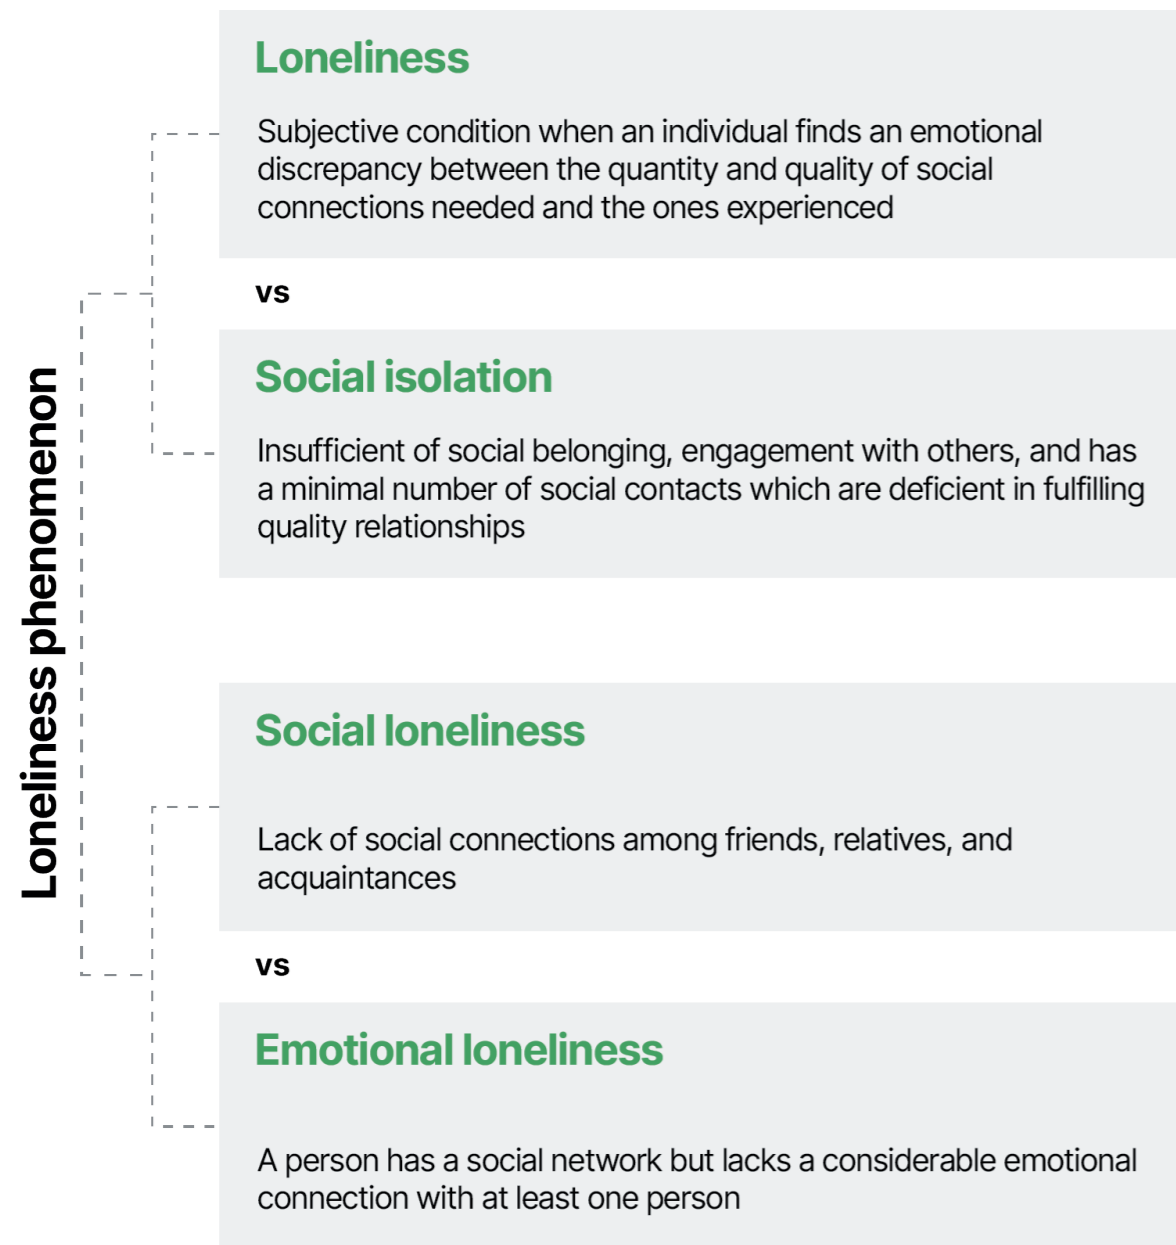 Loneliness phenomenon
Loneliness
Subjective condition when an individual finds an emotional
discrepancy between the quantity and quality of social
connections needed and the ones experienced
vs
Social isolation
Insufficient of social belonging, engagement with others, and has
a minimal number of social contacts which are deficient in fulfilling
quality relationships
Social loneliness
Lack of social connections among friends, relatives, and
acquaintances
vs
Emotional loneliness
A person has a social network but lacks a considerable emotional
connection with at least one person